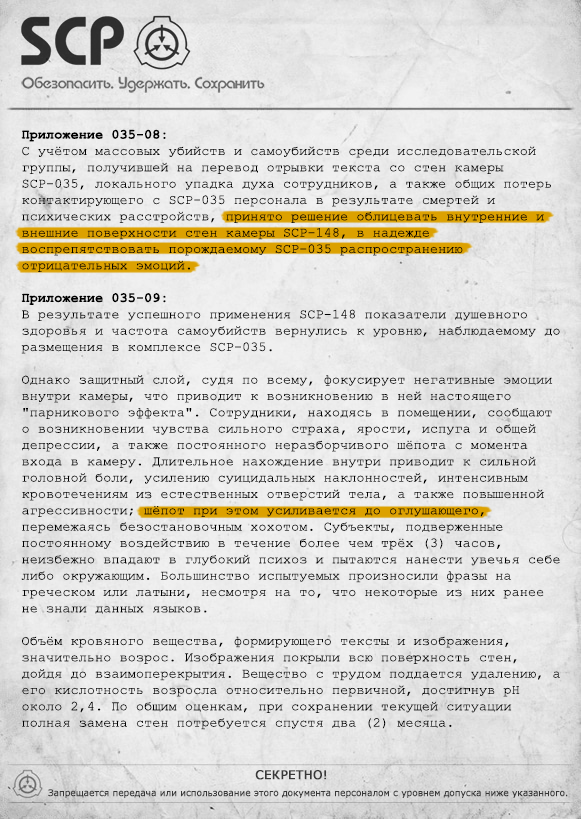 SCP
Обезопасить. Удержать. Сохранить
Приложение 035-08:
С учётом массовых убийств и самоубийств среди исследовательской
группы, получившей на перевод отрывки текста со стен камеры
SCP-035, локального упадка духа сотрудников, а также общих потерь
контактирующего с SCP-035 персонала в результате смертей и
психических расстройств, принято решение облицевать внутренние и
внешние поверхности стен камеры SCP-148, в надежде
воспрепятствовать порождаемому SCP-035 распространению
отрицательных эмоций.
Приложение 035-09:
В результате успешного применения SCP-148 показатели душевного
здоровья и частота самоубийств вернулись к уровню, наблюдаемому до
размещения в комплексе SCP-035.
Однако защитный слой, судя по всему, фокусирует негативные эмоции
внутри камеры, что приводит к возникновению в ней настоящего
"парникового эффекта". Сотрудники, находясь в помещении, сообщают
о возникновении чувства сильного страха, ярости, испуга и общей
депрессии, а также постоянного неразборчивого шёпота с момента
входа в камеру. Длительное нахождение внутри приводит к сильной
головной боли, усилению суицидальных наклонностей, интенсивным
кровотечениям из естественных отверстий тела, а также повышенной
агрессивности; шёпот при этом усиливается до оглушающего,
перемежаясь безостановочным хохотом. Субъекты, подверженные
постоянному воздействию в течение более чем трёх (3) часов,
неизбежно впадают в глубокий психоз и пытаются нанести увечья себе
либо окружающим. Большинство испытуемых произносили фразы на
греческом или латыни, несмотря на то, что некоторые из них ранее
не знали данных языков.
Объём кровяного вещества, формирующего тексты и изображения,
значительно возрос. Изображения покрыли всю поверхность стен,
дойдя до взаимоперекрытия. Вещество с трудом поддается удалению, а
его кислотность возросла относительно первичной, достигнув pH
около 2,4. По общим оценкам, при сохранении текущей ситуации
полная замена стен потребуется спустя два (2) месяца.
СЕКРЕТНО!
Запрещается передача или использование этого документа персоналом с уровнем допуска ниже указанного.